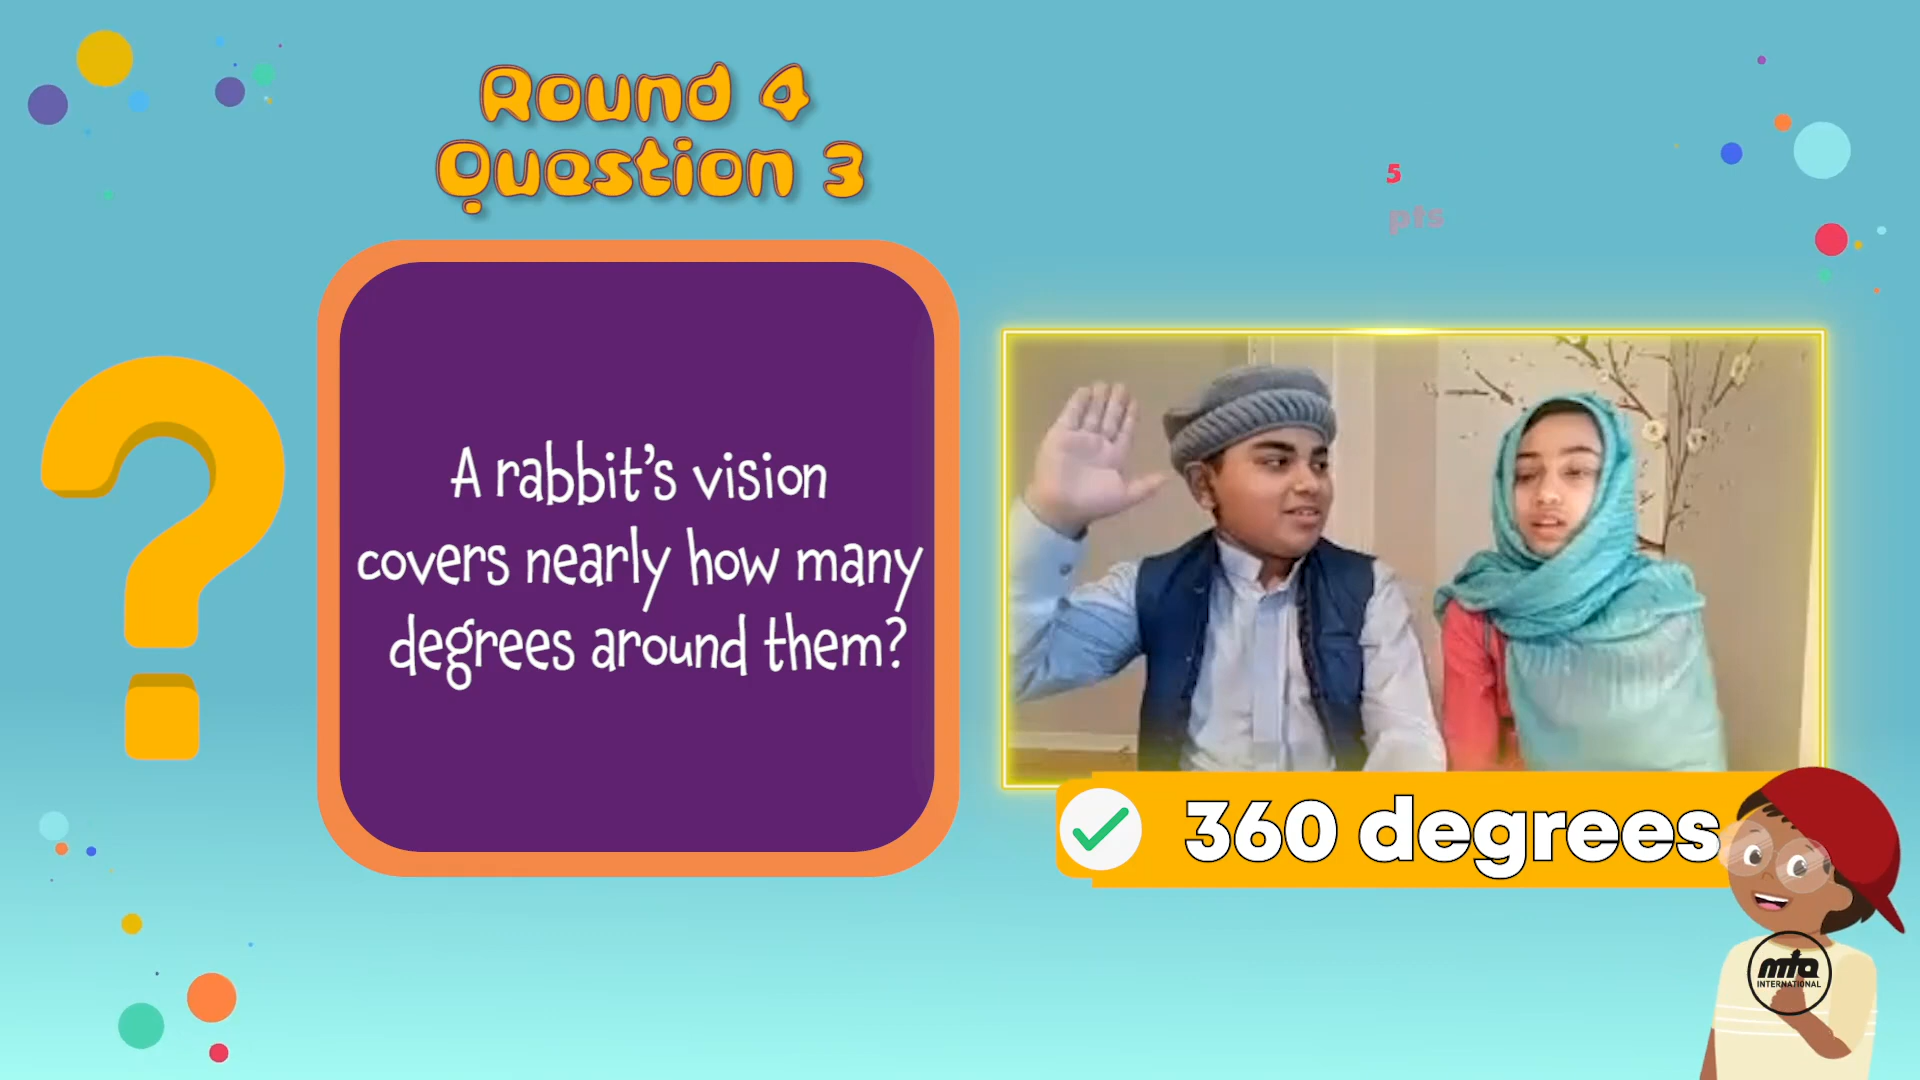 Round 4
Question 3
5
pts
A rabbit's vision
covers nearly how many
degrees around them?
360 degrees
mta
INTERNATIONAL